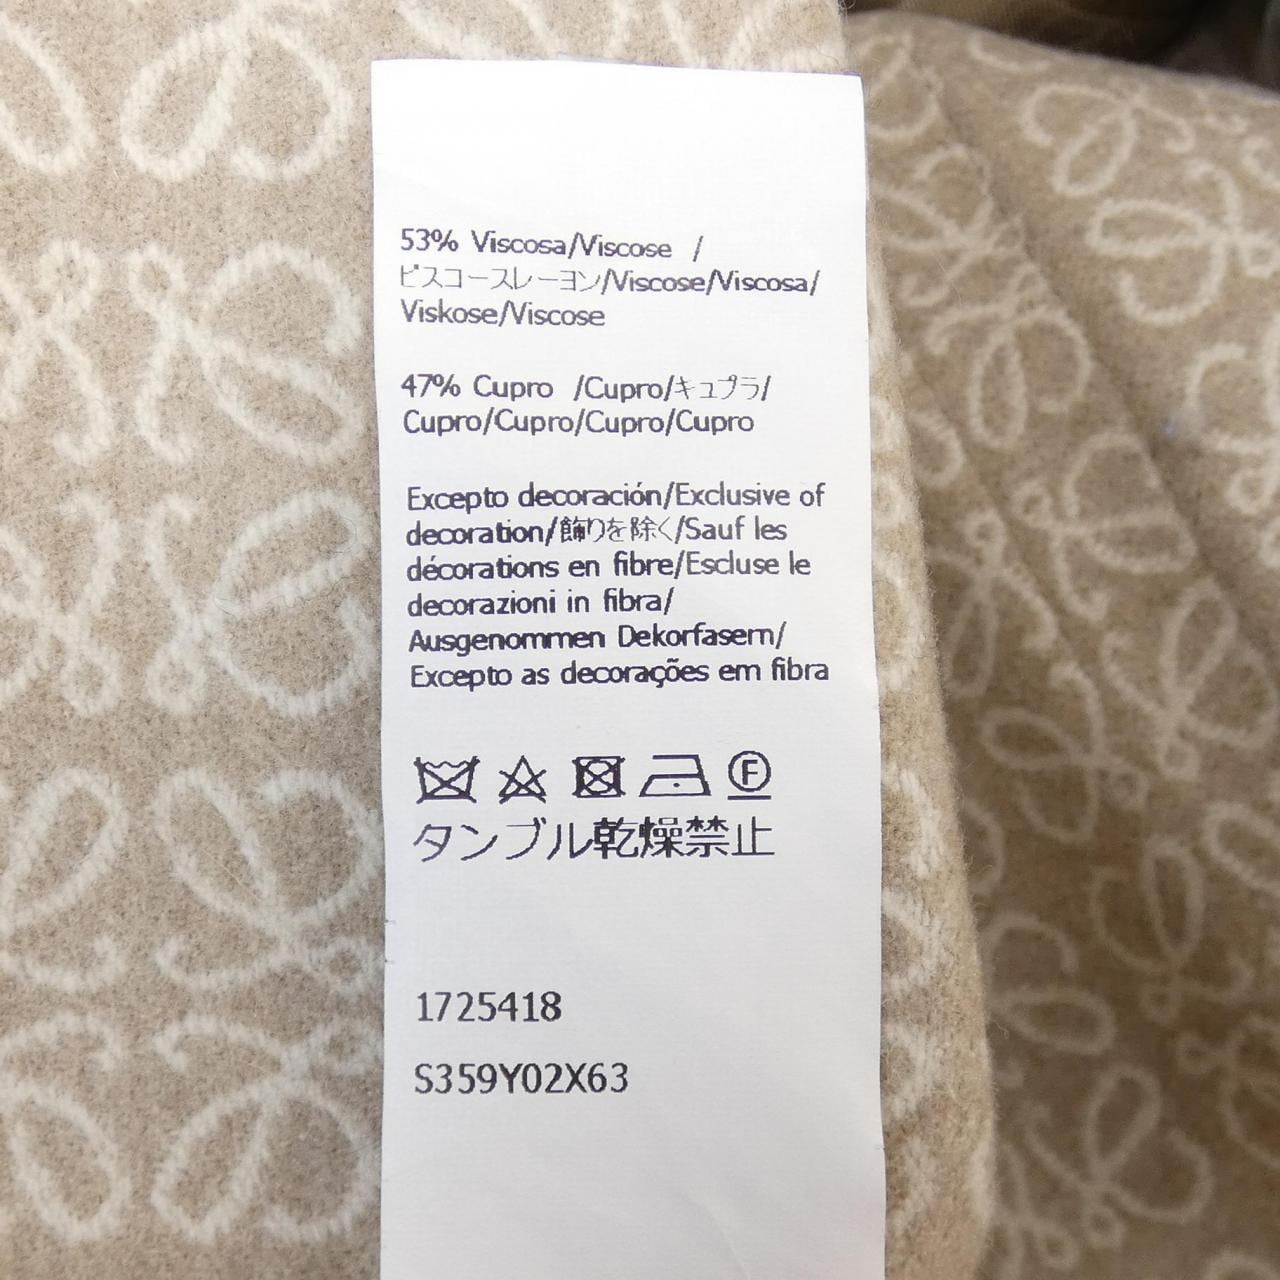 53% Viscosa/Viscose /
ビスコースレーヨン/Viscose/Viscosa/
Viskose/Viscose
47% Cupro /Cupro/キュプラ/
Cupro/Cupro/Cupro/Cupro
Excepto decoración/Exclusive of
decoration/飾りを除く/Sauf les
décorations en fibre/Escluse le
decorazioni in fibra/
Ausgenommen Dekorfasern/
Excepto as decorações em fibra
F
タンブル乾燥禁止
1725418
S359Y02X63